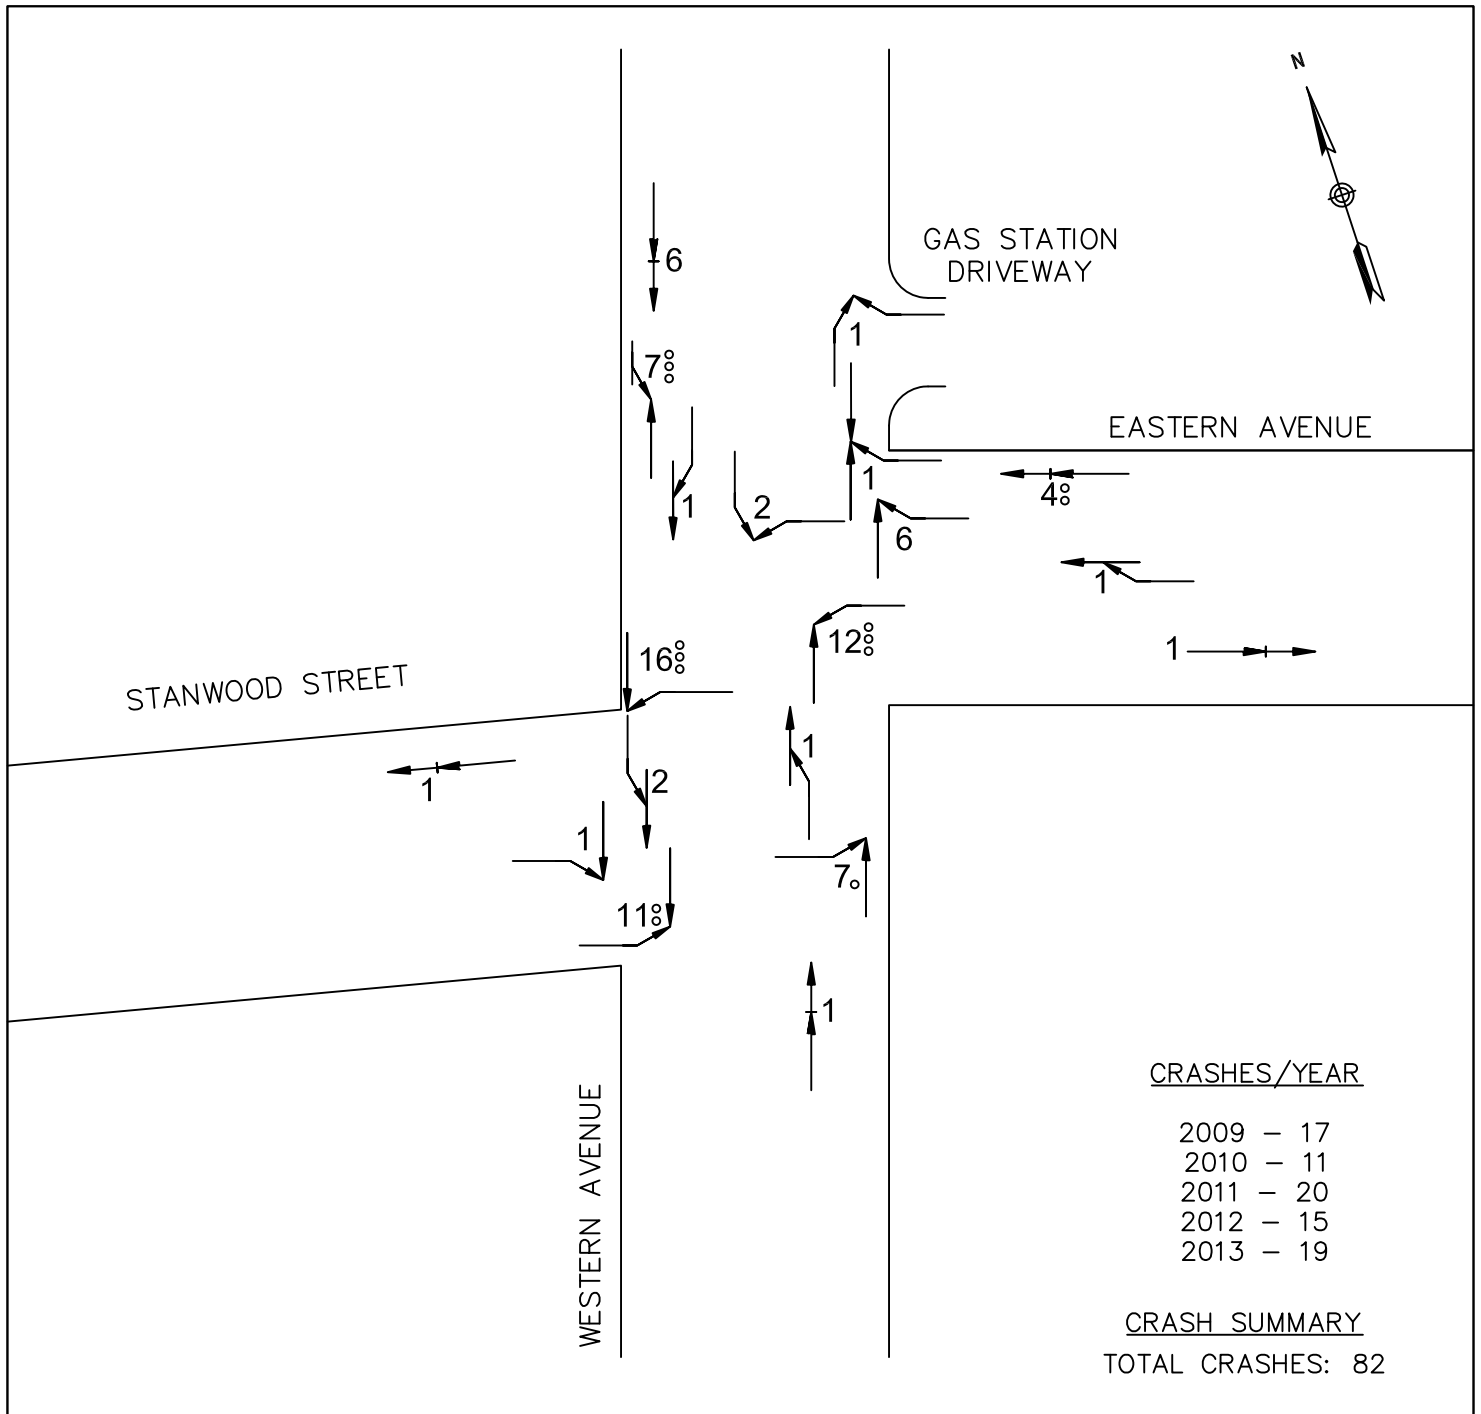 N
GAS STATION
DRIVEWAY
6
1
7
EASTERN AVENUE
1
4
1
2
6
1
12
1
16
STANWOOD STREET
1
1
2
1
7
11
1
WESTERN AVENUE
CRASHES/YEAR
2009 – 17
2010 – 11
2011 – 20
2012 – 15
2013 – 19
CRASH SUMMARY
TOTAL CRASHES: 82